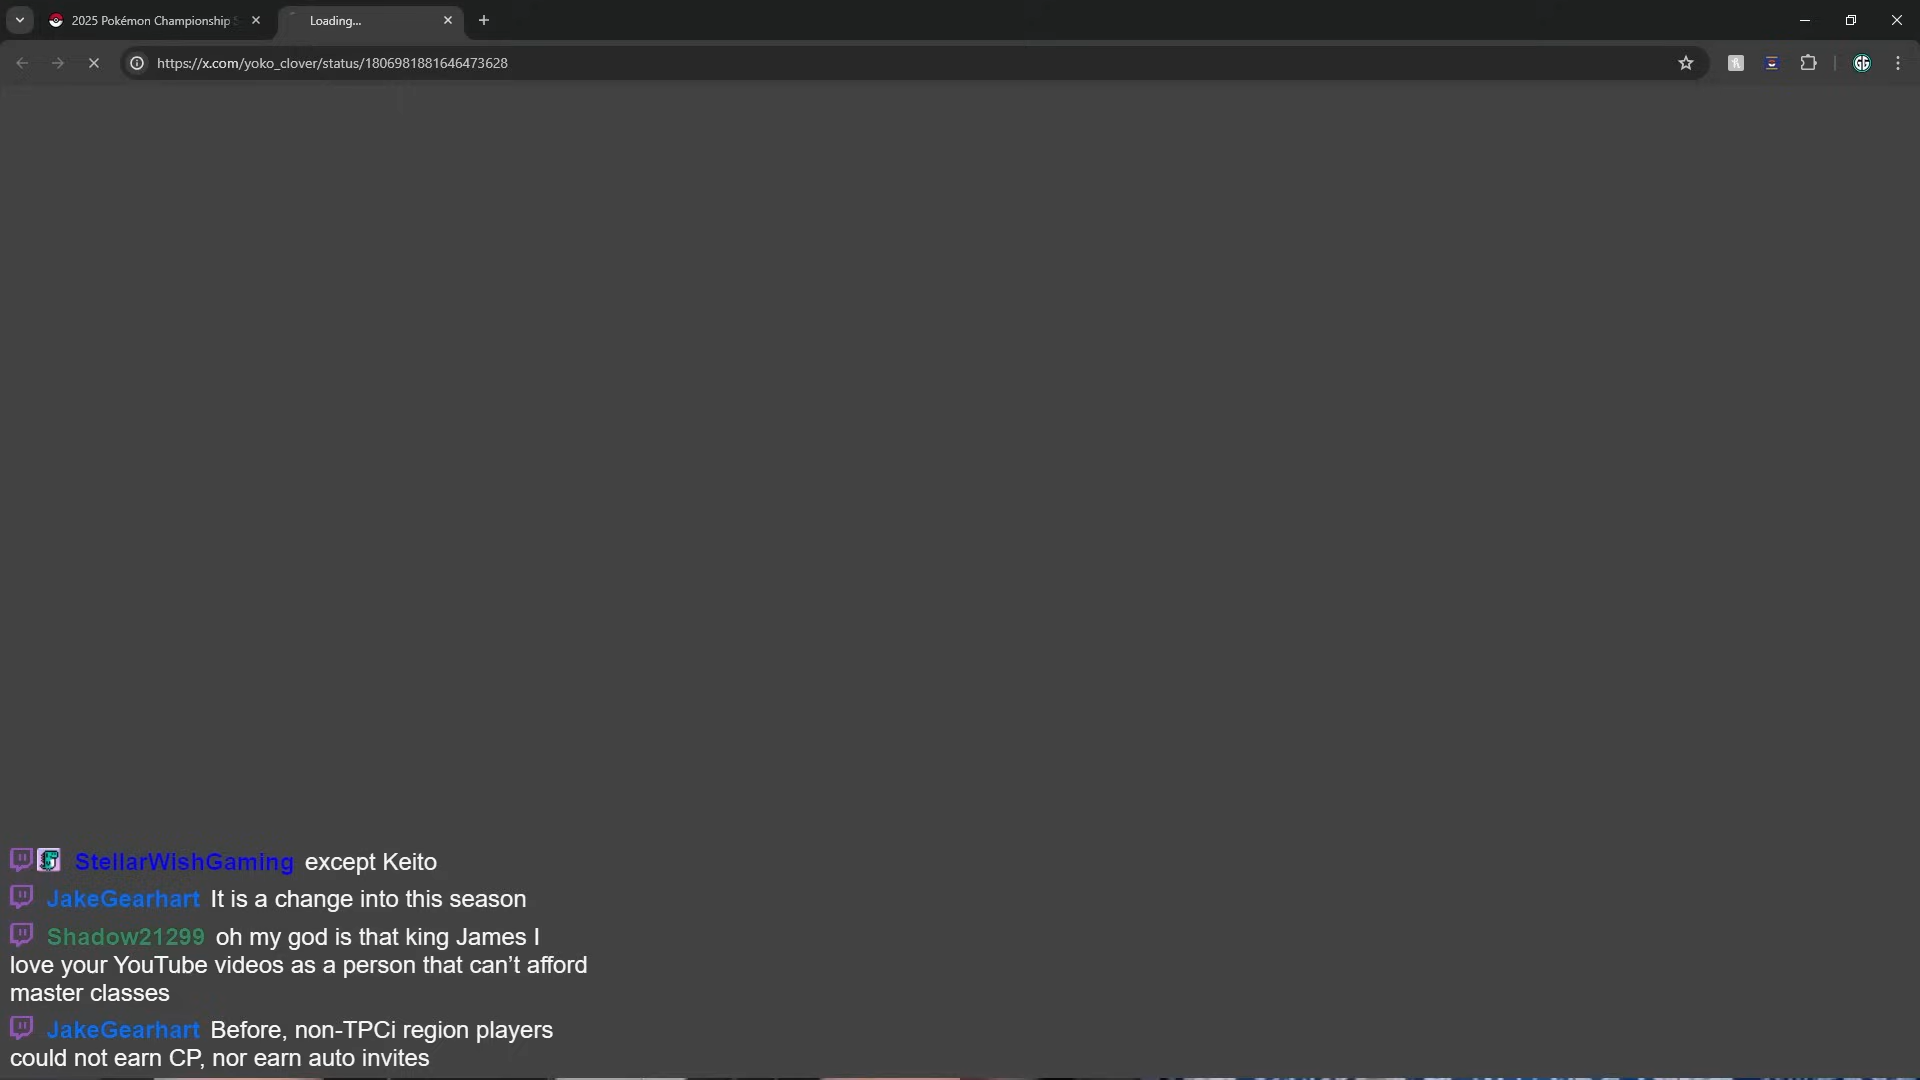 2025 Pokémon Championship
Loading...
https://x.com/yoko_clover/status/1806981881646473628
StellarWishGaming except Keito
JakeGearhart It is a change into this season
Shadow21299 oh my god is that king James I
love your YouTube videos as a person that can’t afford
master classes
JakeGearhart Before, non-TPCi region players
could not earn CP, nor earn auto invites